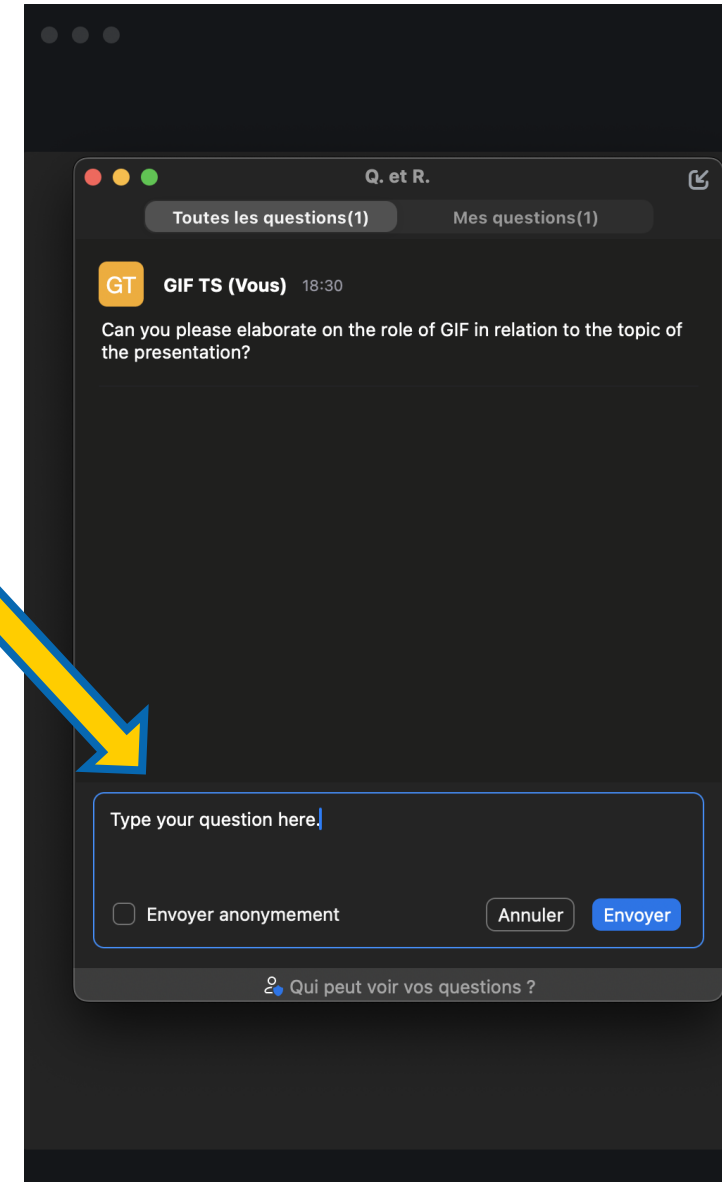 Q. et R.
Toutes les questions(1)
Mes questions(1)
GT
GIF TS (Vous) 18:30
Can you please elaborate on the role of GIF in relation to the topic of
the presentation?
Type your question here.
Envoyer anonymement
Annuler
Envoyer
Qui peut voir vos questions ?